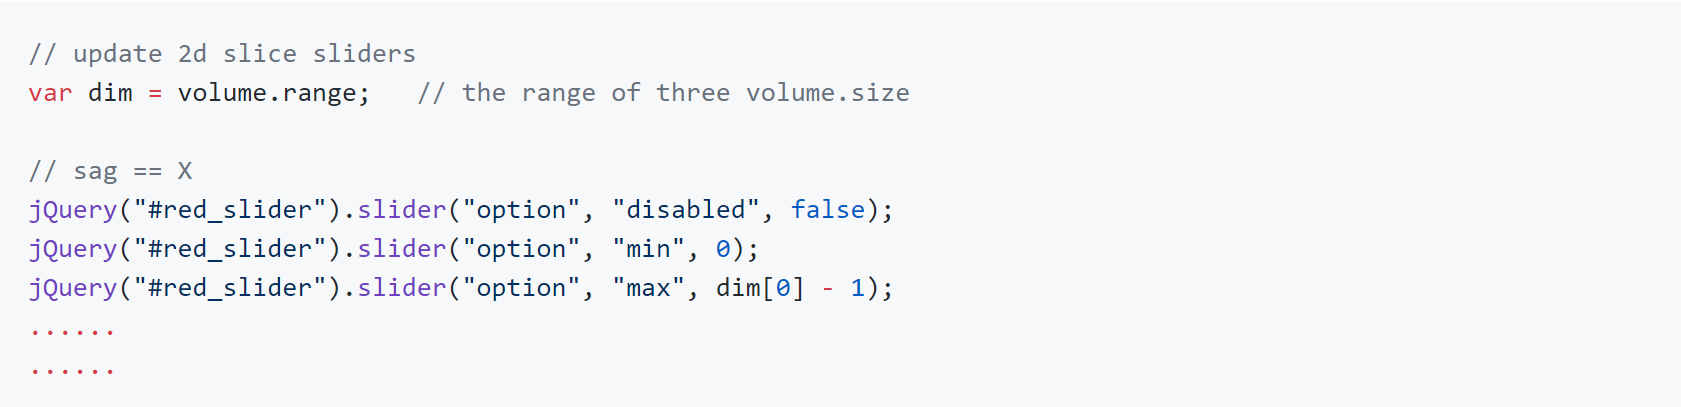 // update 2d slice sliders
var dim = volume.range;   // the range of three volume.size
// sag == X
jQuery("#red_slider").slider("option", "disabled", false);
jQuery("#red_slider").slider("option", "min", 0);
jQuery("#red_slider").slider("option", "max", dim[0] - 1);
......
......